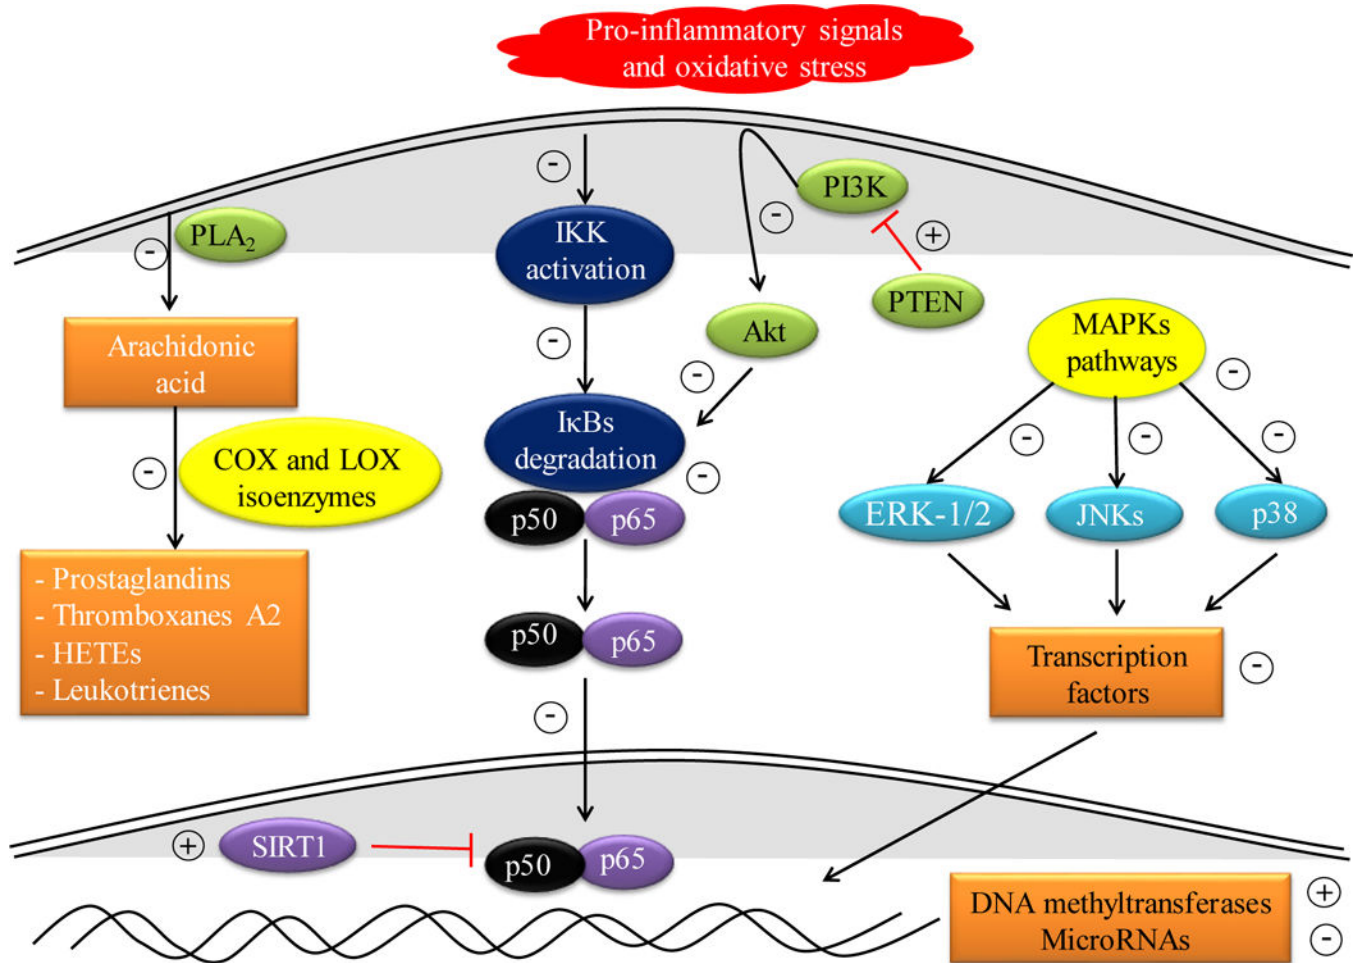 Pro-inflammatory signals
and oxidative stress
-
PI3K
-
+
PLA2
-
IKK
activation
PTEN
Akt
-
MAPKs
pathways
Arachidonic
acid
-
-
IκBs
degradation
-
-
-
-
COX and LOX
isoenzymes
-
-
p50
p65
ERK-1/2
JNKs
p38
- Prostaglandins
- Thromboxanes A2
- HETEs
- Leukotrienes
p50
p65
Transcription
factors
-
-
+
SIRT1
p50
p65
DNA methyltransferases
MicroRNAs
+
-